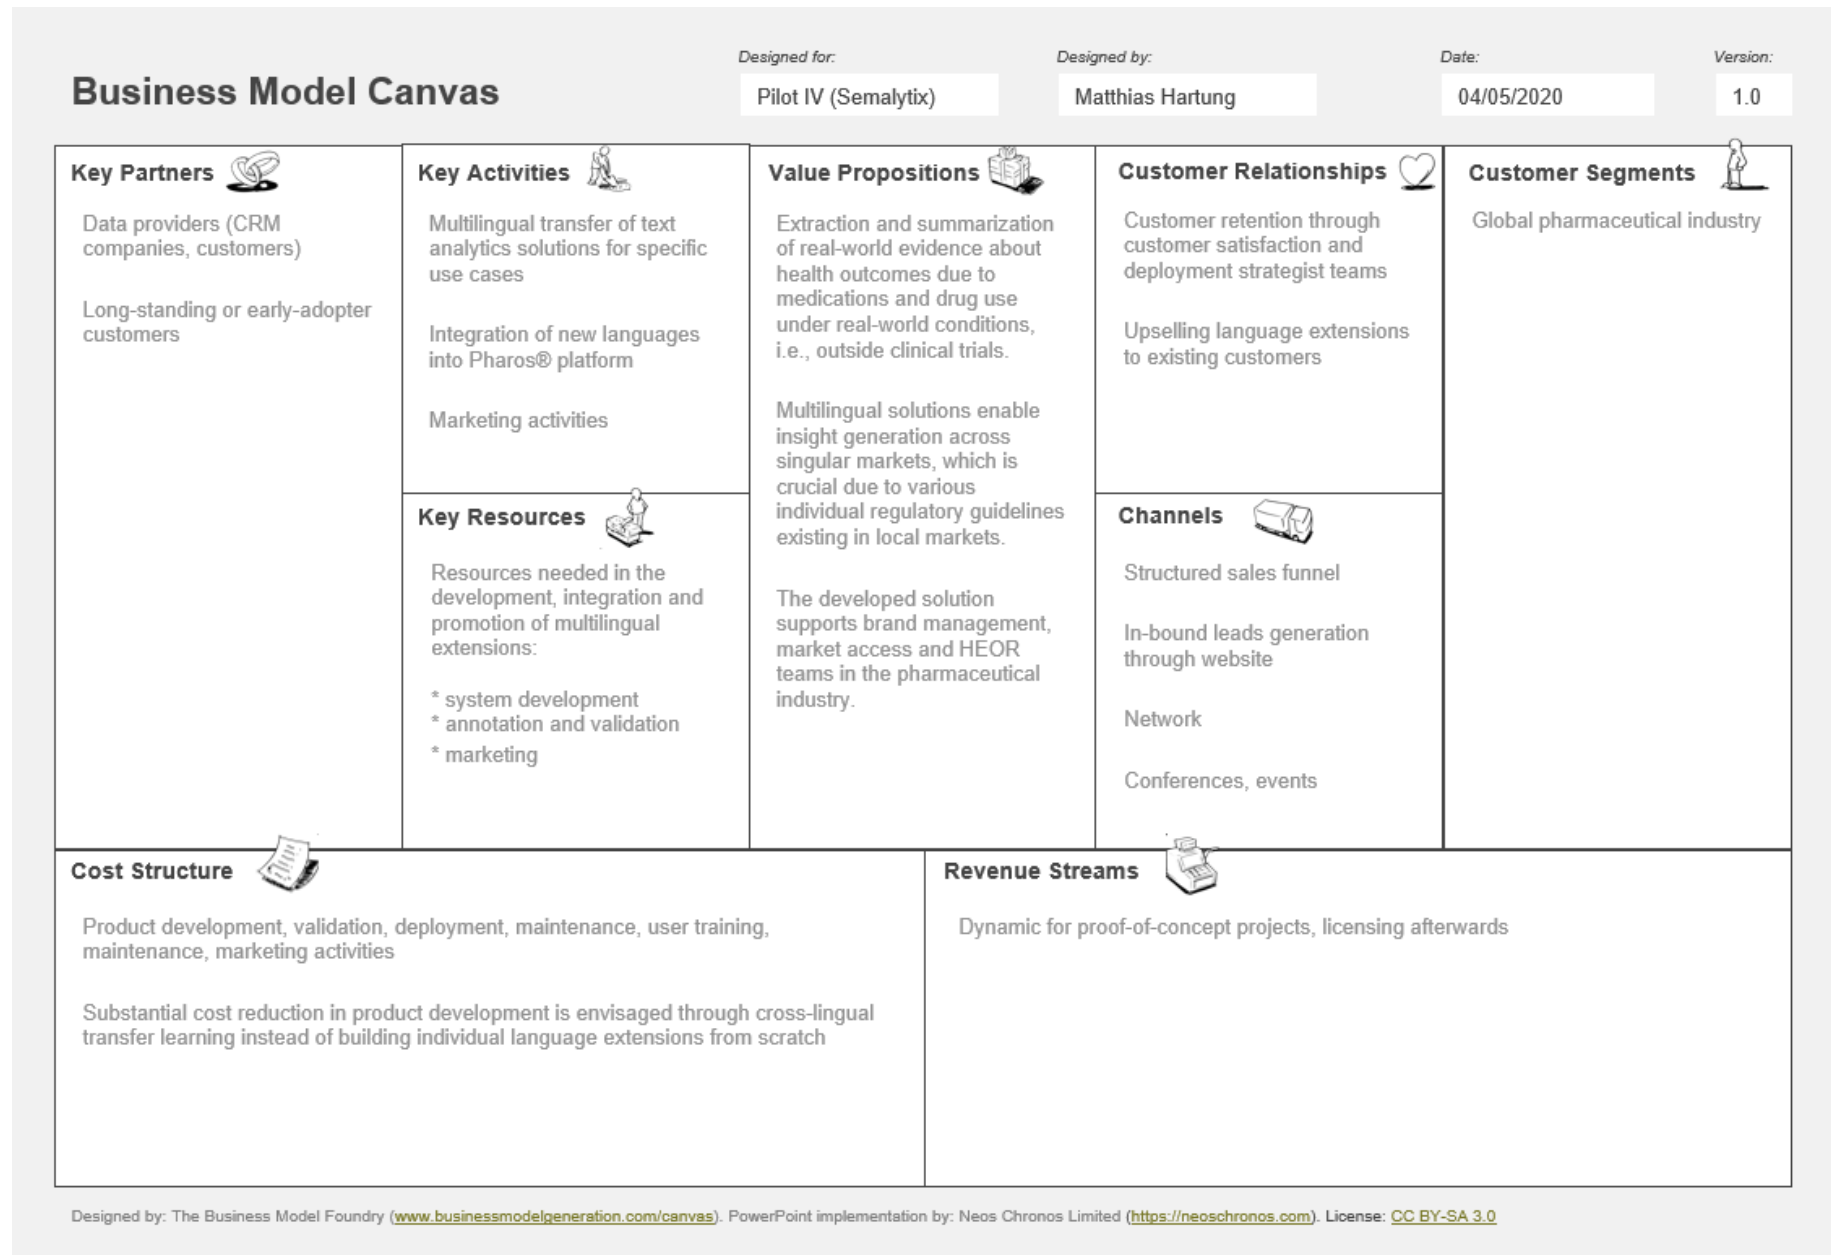 Business Model Canvas
Designed for:
Pilot IV (Semalytix)
Designed by:
Matthias Hartung
Date:
04/05/2020
Version:
1.0
Key Partners
Data providers (CRM
companies, customers)
Long-standing or early-adopter
customers
Key Activities
Multilingual transfer of text
analytics solutions for specific
use cases
Integration of new languages
into Pharos® platform
Marketing activities
Key Resources
Resources needed in the
development, integration and
promotion of multilingual
extensions:
* system development
* annotation and validation
* marketing
Value Propositions
Extraction and summarization
of real-world evidence about
health outcomes due to
medications and drug use
under real-world conditions,
i.e., outside clinical trials.
Multilingual solutions enable
insight generation across
singular markets, which is
crucial due to various
individual regulatory guidelines
existing in local markets.
The developed solution
supports brand management,
market access and HEOR
teams in the pharmaceutical
industry.
Customer Relationships
Customer retention through
customer satisfaction and
deployment strategist teams
Upselling language extensions
to existing customers
Channels
Structured sales funnel
In-bound leads generation
through website
Network
Conferences, events
Customer Segments
Global pharmaceutical industry
Cost Structure
Product development, validation, deployment, maintenance, user training,
maintenance, marketing activities
Substantial cost reduction in product development is envisaged through cross-lingual
transfer learning instead of building individual language extensions from scratch
Revenue Streams
Dynamic for proof-of-concept projects, licensing afterwards
Designed by: The Business Model Foundry (www.businessmodelgeneration.com/canvas). PowerPoint implementation by: Neos Chronos Limited (https://neoschronos.com). License: CC BY-SA 3.0